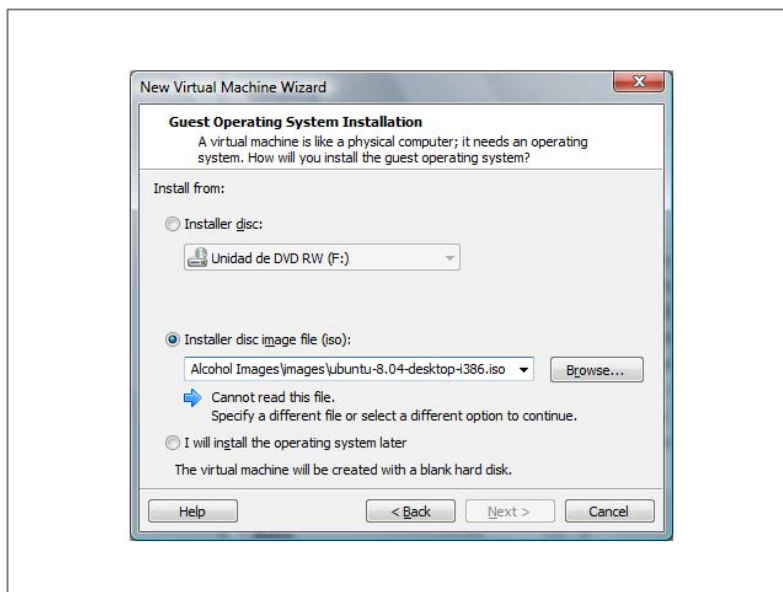 New Virtual Machine Wizard
Guest Operating System Installation
A virtual machine is like a physical computer; it needs an operating
system. How will you install the guest operating system?
Install from:
Installer disc:
Unidad de DVD RW (F:)
Installer disc image file (iso):
Alcohol Images\images\ubuntu-8.04-desktop-i386.iso
Browse...
Cannot read this file.
Specify a different file or select a different option to continue.
I will install the operating system later
The virtual machine will be created with a blank hard disk.
Help < Back Next > Cancel